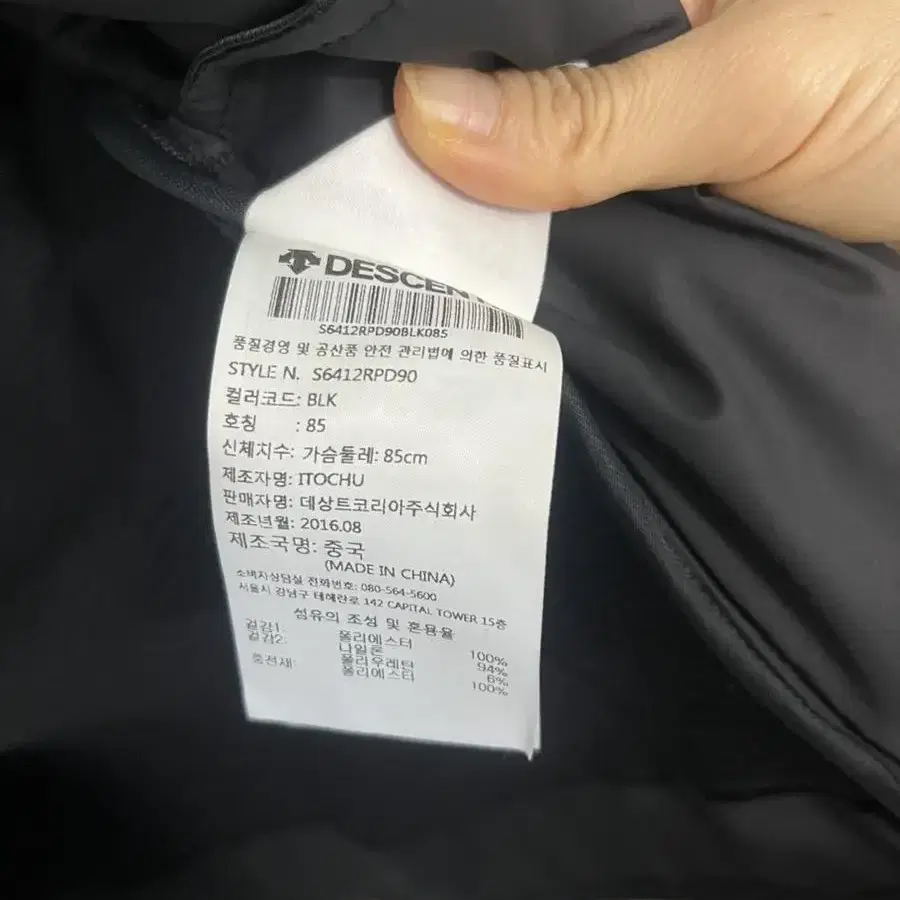 DESCENT
S6412RPD90BLK085
품질경영 및 공산품 안전 관리법에 의한 품질표시
STYLE N. S6412RPD90
컬러코드: BLK
호칭 : 85
신체치수: 가슴둘레: 85cm
제조자명: ITOCHU
판매자명: 데상트코리아주식회사
제조년월: 2016.08
제조국명: 중국
(MADE IN CHINA)
소비자상담실 전화번호: 080-564-5600
서울시 강남구 테헤란로 142 CAPITAL TOWER 15층
섬유의 조성 및 혼용율
겉감1: 폴리에스터 100%
겉감2: 나일론 94%
폴리우레탄 6%
충전재: 폴리에스터 100%